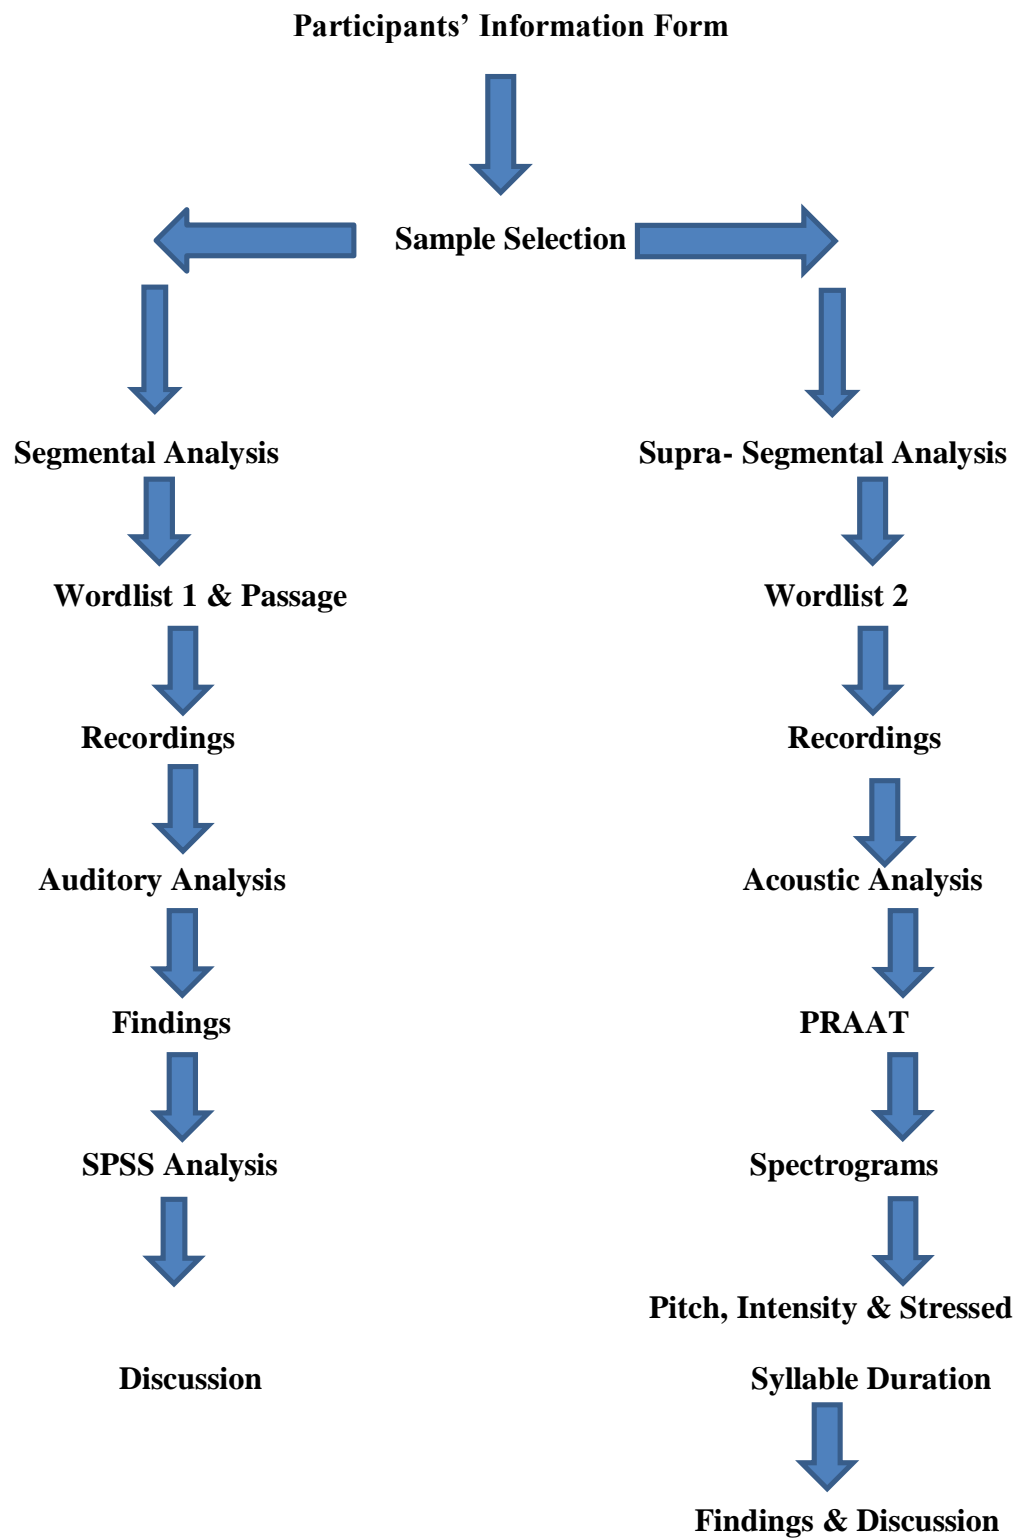 Participants’ Information Form
Sample Selection
Segmental Analysis
Supra- Segmental Analysis
Wordlist 1 & Passage
Wordlist 2
Recordings
Recordings
Auditory Analysis
Acoustic Analysis
Findings
PRAAT
SPSS Analysis
Spectrograms
Pitch, Intensity & Stressed
Discussion
Syllable Duration
Findings & Discussion